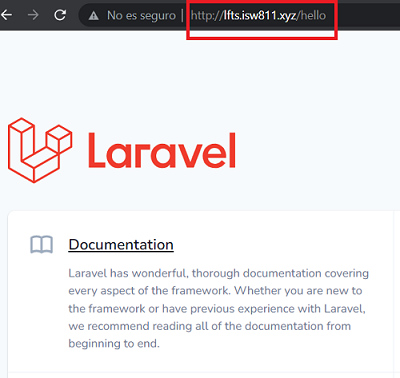 No es seguro | http://lfts.isw811.xyz/hello
Laravel
Documentation
Laravel has wonderful, thorough documentation covering
every aspect of the framework. Whether you are new to
the framework or have previous experience with Laravel,
we recommend reading all of the documentation from
beginning to end.